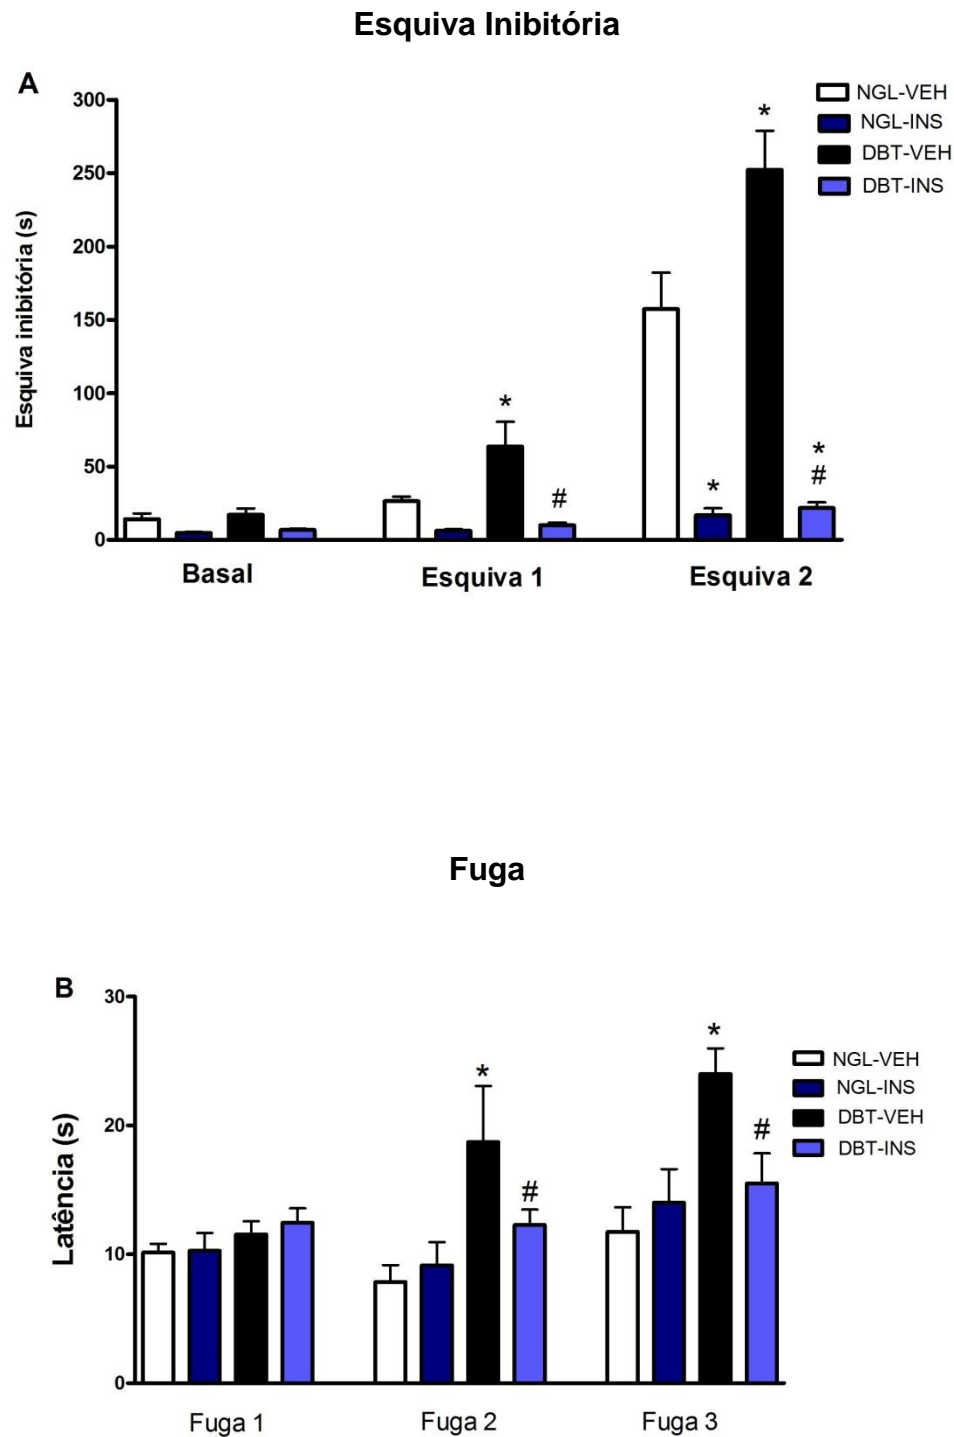 Esquiva Inibitória
A
Esquiva inibitória (s)
300
250
200
150
100
50
0
*
*
#
*
*
*
#
Basal
Esquiva 1
Esquiva 2
NGL-VEH
NGL-INS
DBT-VEH
DBT-INS
Fuga
B
Latência (s)
30
20
10
0
*
#
*
#
Fuga 1
Fuga 2
Fuga 3
NGL-VEH
NGL-INS
DBT-VEH
DBT-INS